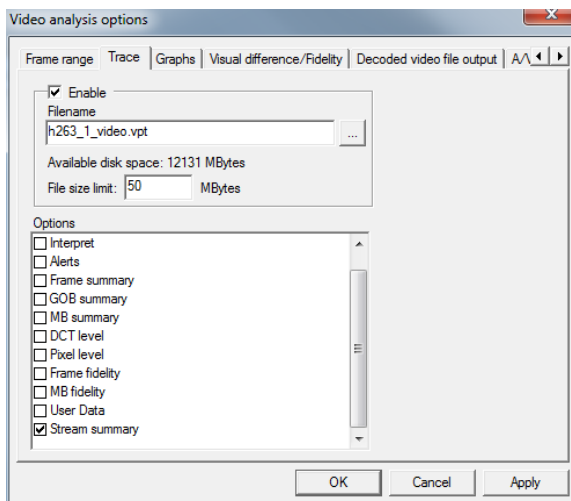 Video analysis options
x
Frame range Trace Graphs Visual difference/Fidelity Decoded video file output A/V
Enable
Filename
h263_1_video.vpt
...
Available disk space: 12131 MBytes
File size limit: 50 MBytes
Options
Interpret
Alerts
Frame summary
GOB summary
MB summary
DCT level
Pixel level
Frame fidelity
MB fidelity
User Data
Stream summary
OK Cancel Apply